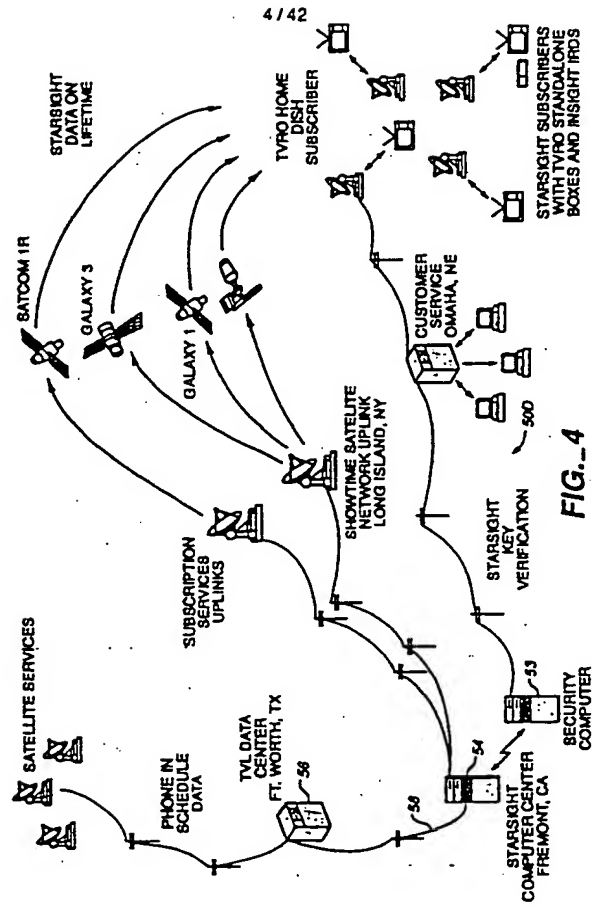 4 / 42
SATELLITE SERVICES
PHONE IN
SCHEDULE
DATA
TVL DATA
CENTER
FT. WORTH, TX
56
58
54
STARSIGHT
COMPUTER CENTER
FREMONT, CA
53
SECURITY
COMPUTER
SUBSCRIPTION
SERVICES
UPLINKS
SHOWTIME SATELITE
NETWORK UPLINK
LONG ISLAND, NY
STARSIGHT
KEY
VERIFICATION
50D
CUSTOMER
SERVICE
OMAHA, NE
SATCOM 1R
GALAXY 3
GALAXY 1
STARSIGHT
DATA ON
LIFETIME
TVRO HOME
DISH
SUBSCRIBER
STARSIGHT SUBSCRIBERS
WITH TVRO STANDALONE
BOXES AND INSIGHT IRDS
FIG._4